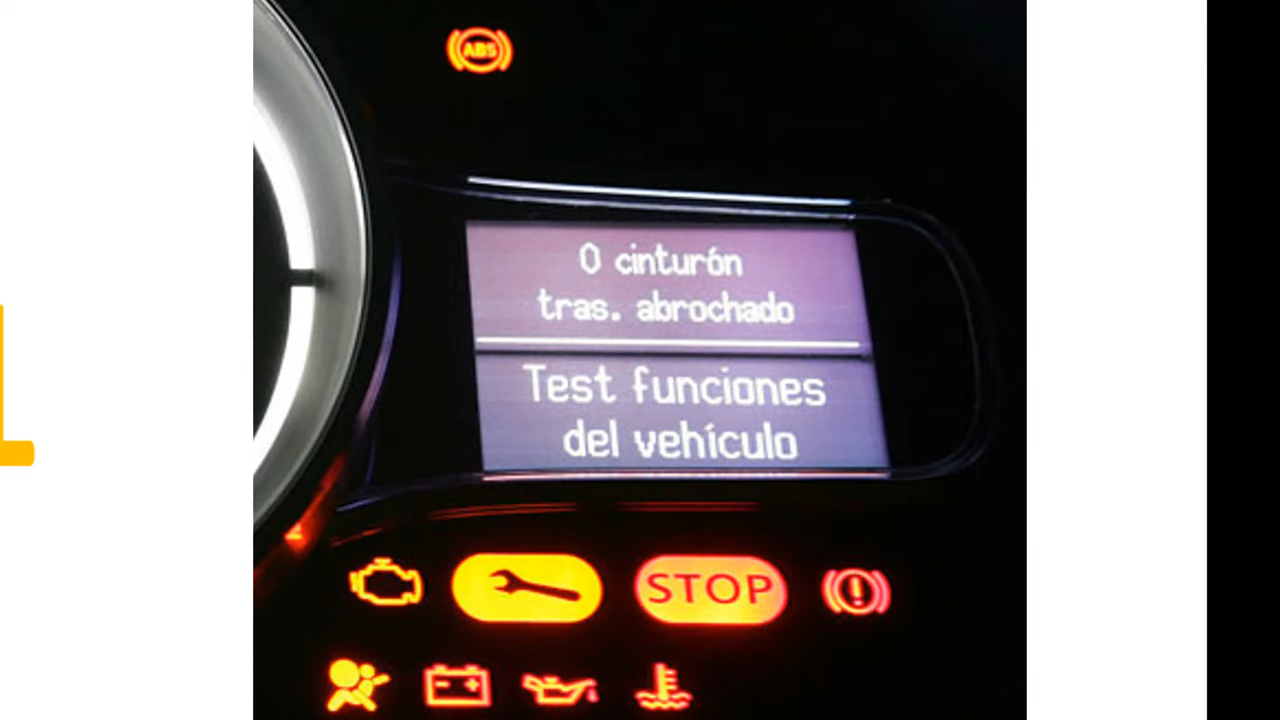 ABS
0 cinturón
tras. abrochado
Test funciones
del vehículo
STOP